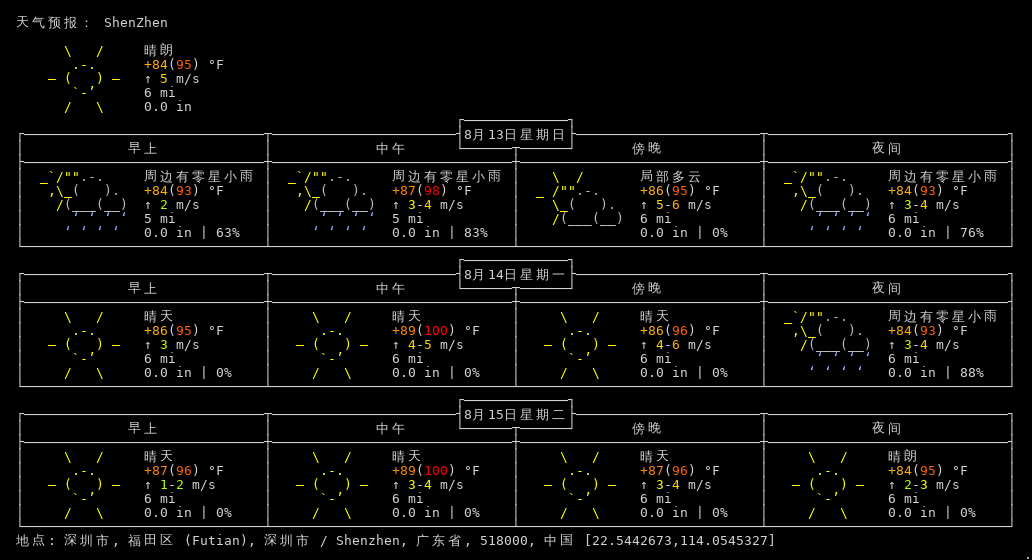 天气预报： ShenZhen
晴朗
+84(95) °F
↑ 5 m/s
6 mi
0.0 in
8月13日星期日
早上 中午 傍晚 夜间
周边有零星小雨 周边有零星小雨 局部多云 周边有零星小雨
+84(93) °F +87(98) °F +86(95) °F +84(93) °F
↑ 2 m/s ↑ 3-4 m/s ↑ 5-6 m/s ↑ 3-4 m/s
5 mi 5 mi 6 mi 6 mi
0.0 in | 63% 0.0 in | 83% 0.0 in | 0% 0.0 in | 76%
8月14日星期一
早上 中午 傍晚 夜间
晴天 晴天 晴天 周边有零星小雨
+86(95) °F +89(100) °F +86(96) °F +84(93) °F
↑ 3 m/s ↑ 4-5 m/s ↑ 4-6 m/s ↑ 3-4 m/s
6 mi 6 mi 6 mi 6 mi
0.0 in | 0% 0.0 in | 0% 0.0 in | 0% 0.0 in | 88%
8月15日星期二
早上 中午 傍晚 夜间
晴天 晴天 晴天 晴朗
+87(96) °F +89(100) °F +87(96) °F +84(95) °F
↑ 1-2 m/s ↑ 3-4 m/s ↑ 3-4 m/s ↑ 2-3 m/s
6 mi 6 mi 6 mi 6 mi
0.0 in | 0% 0.0 in | 0% 0.0 in | 0% 0.0 in | 0%
地点: 深圳市, 福田区 (Futian), 深圳市 / Shenzhen, 广东省, 518000, 中国 [22.5442673,114.0545327]